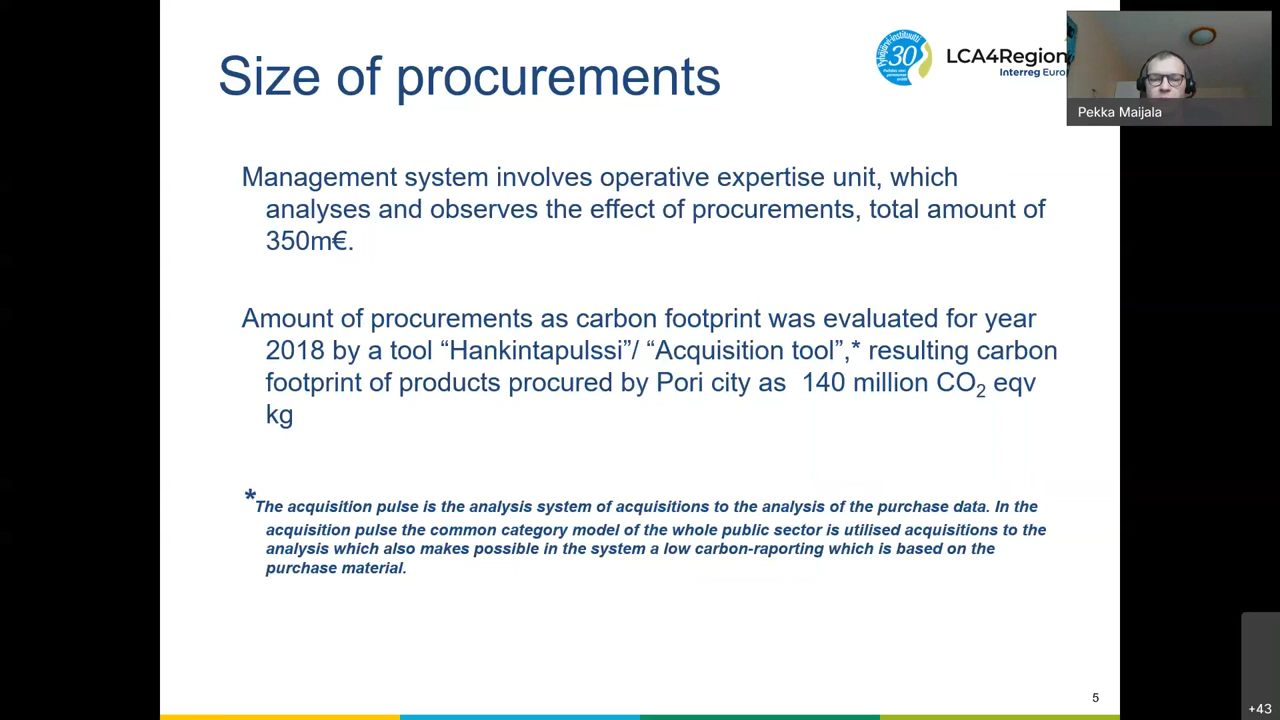 Size of procurements
Pyhäjärvi-instituutti
30
LCA4Region
Interreg Euro
Pekka Maijala
Management system involves operative expertise unit, which
analyses and observes the effect of procurements, total amount of
350m€.
Amount of procurements as carbon footprint was evaluated for year
2018 by a tool “Hankintapulssi”/ “Acquisition tool”,* resulting carbon
footprint of products procured by Pori city as 140 million CO₂ eqv
kg
*The acquisition pulse is the analysis system of acquisitions to the analysis of the purchase data. In the
acquisition pulse the common category model of the whole public sector is utilised acquisitions to the
analysis which also makes possible in the system a low carbon-raporting which is based on the
purchase material.
5
+43